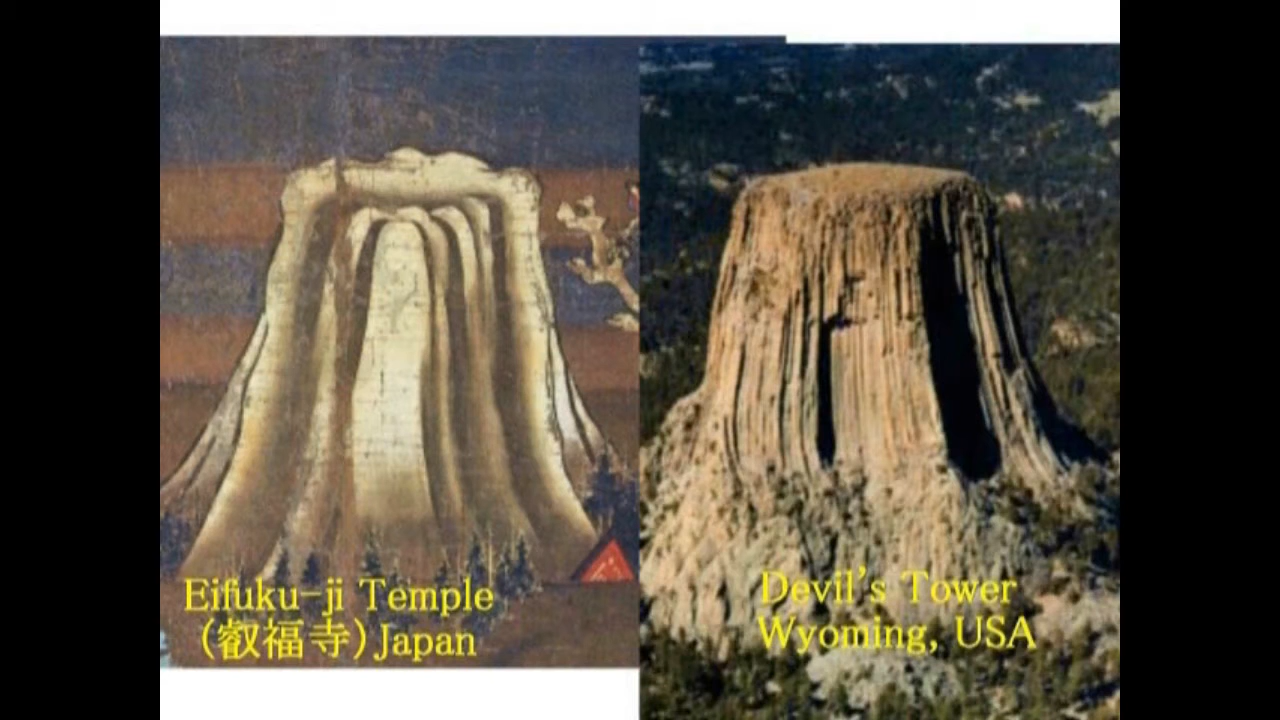 Eifuku-ji Temple
(叡福寺)Japan
Devil's Tower
Wyoming, USA